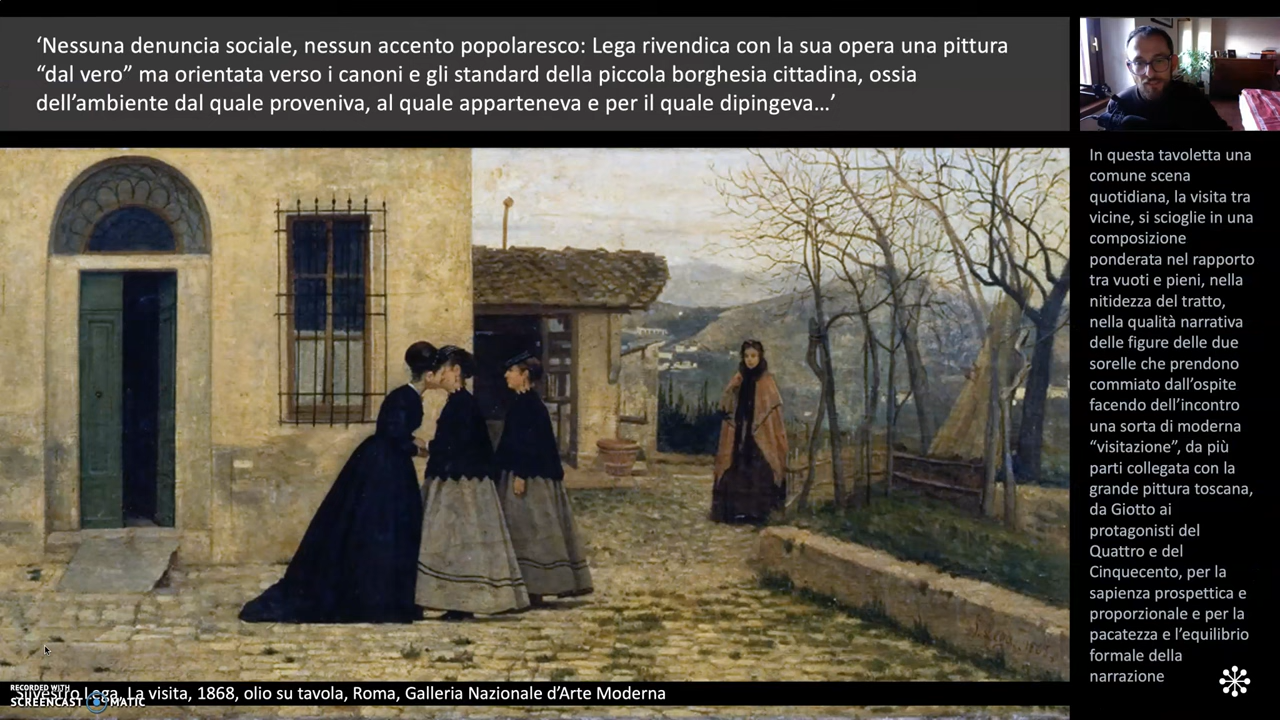 ‘Nessuna denuncia sociale, nessun accento popolaresco: Lega rivendica con la sua opera una pittura
“dal vero” ma orientata verso i canoni e gli standard della piccola borghesia cittadina, ossia
dell’ambiente dal quale proveniva, al quale apparteneva e per il quale dipingeva…’
In questa tavoletta una
comune scena
quotidiana, la visita tra
vicine, si scioglie in una
composizione
ponderata nel rapporto
tra vuoti e pieni, nella
nitidezza del tratto,
nella qualità narrativa
delle figure delle due
sorelle che prendono
commiato dall’ospite
facendo dell’incontro
una sorta di moderna
“visitazione”, da più
parti collegata con la
grande pittura toscana,
da Giotto ai
protagonisti del
Quattro e del
Cinquecento, per la
sapienza prospettica e
proporzionale e per la
pacatezza e l’equilibrio
formale della
narrazione
Silvestro Lega, La visita, 1868, olio su tavola, Roma, Galleria Nazionale d’Arte Moderna
RECORDED WITH
SCREENCAST MATIC